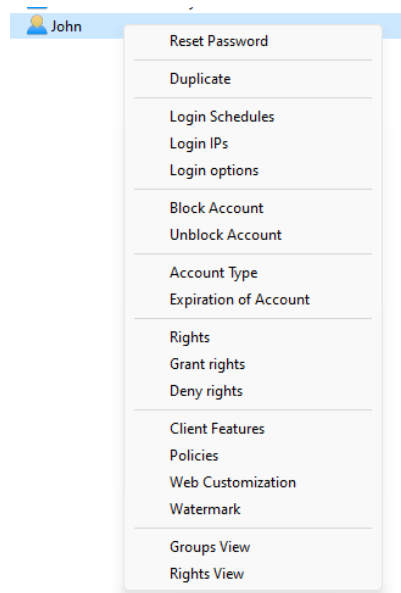 John
Reset Password
Duplicate
Login Schedules
Login IPs
Login options
Block Account
Unblock Account
Account Type
Expiration of Account
Rights
Grant rights
Deny rights
Client Features
Policies
Web Customization
Watermark
Groups View
Rights View